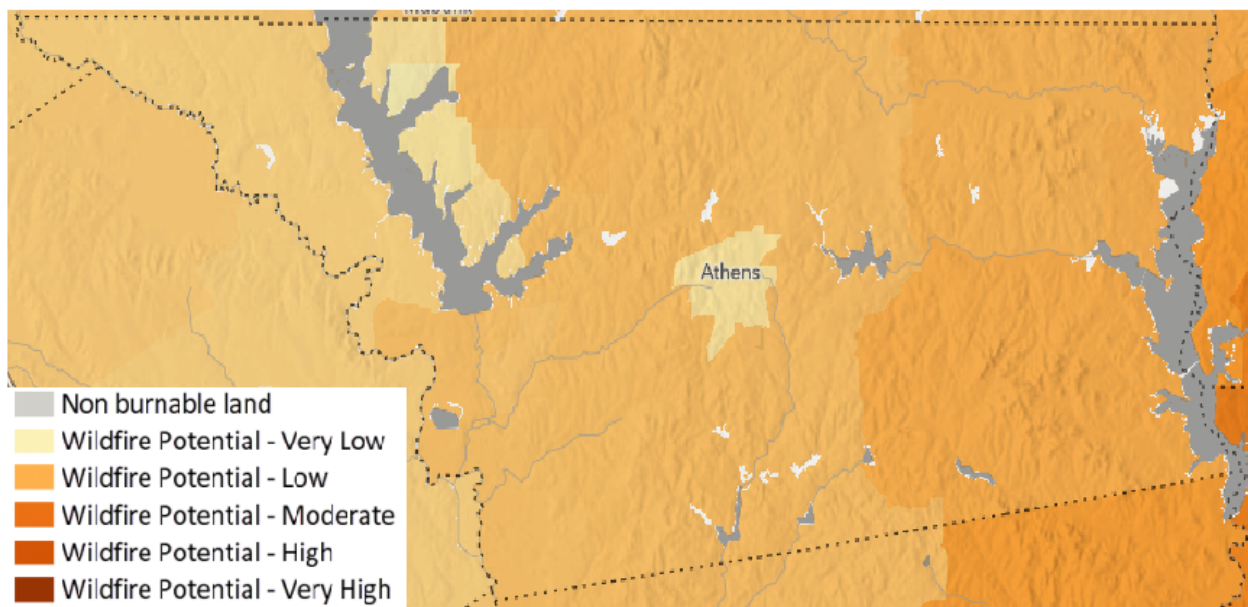 Athens
Non burnable land
Wildfire Potential - Very Low
Wildfire Potential - Low
Wildfire Potential - Moderate
Wildfire Potential - High
Wildfire Potential - Very High